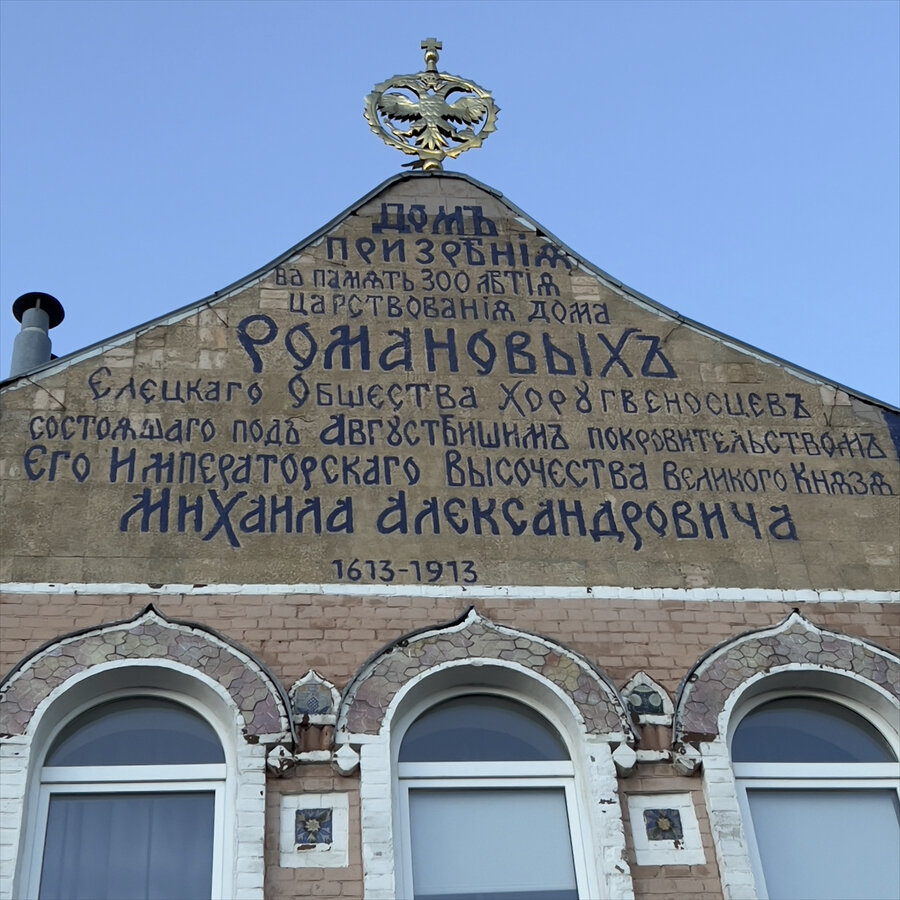 Домъ
призрѣнія
въ память 300 лѣтія
царствованія дома
Романовыхъ
Елецкаго Общества Хоругвеносцевъ
состоящаго подъ Августѣйшимъ покровительствомъ
Его Императорскаго Высочества Великого Князя
Михаила Александровича
1613-1913